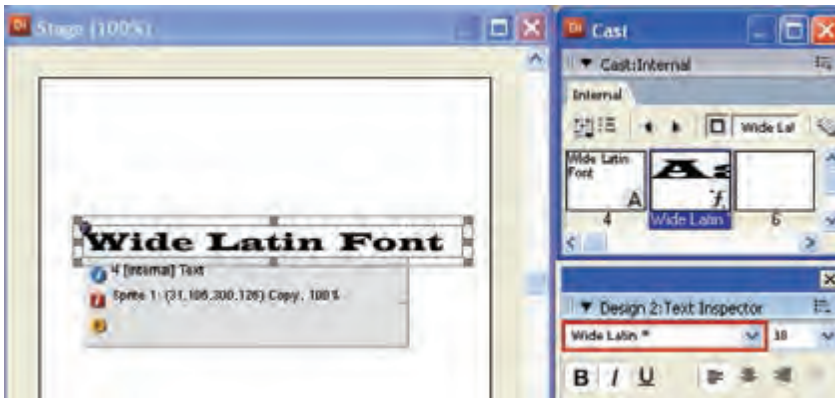 Stage (100%)
Wide Latin Font
4 [Internal] Text
Sprite 1: (31,106,300,126) Copy, 100%
Cast
Cast:Internal
Internal
Wide Lat
Wide Latin
Font
A
4
Wide Latin
6
Design 2:Text Inspector
Wide Latin *
B I U